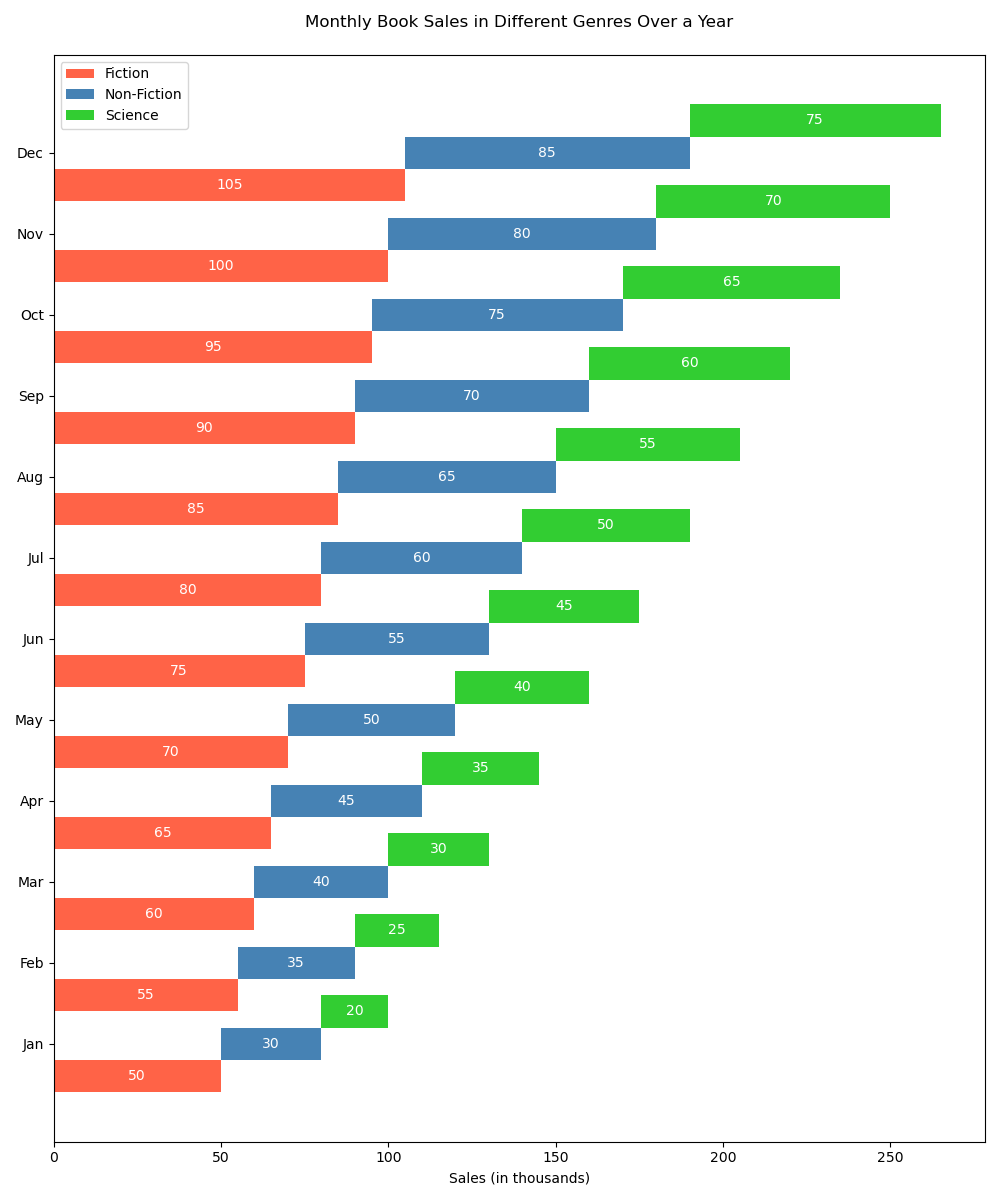 Monthly Book Sales in Different Genres Over a Year
Fiction
Non-Fiction
Science
75
Dec
85
105
70
Nov
80
100
65
Oct
75
95
60
Sep
70
90
55
Aug
65
85
50
Jul
60
80
45
Jun
55
75
40
May
50
70
35
Apr
45
65
30
Mar
40
60
25
Feb
35
55
20
Jan
30
50
0 50 100 150 200 250
Sales (in thousands)